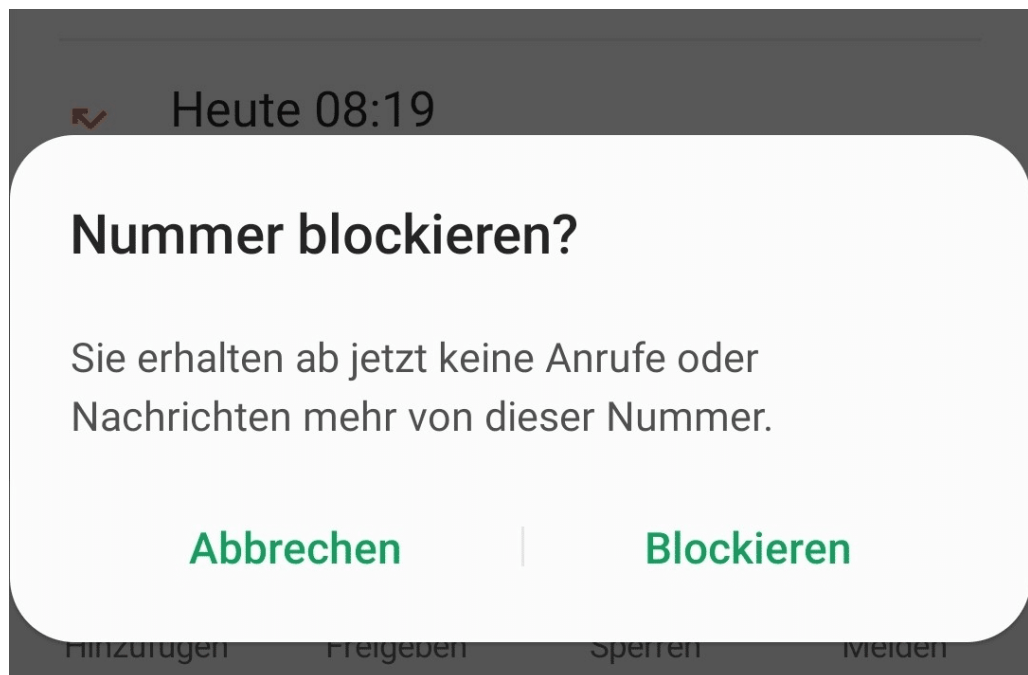 Heute 08:19
Nummer blockieren?
Sie erhalten ab jetzt keine Anrufe oder
Nachrichten mehr von dieser Nummer.
Abbrechen
Blockieren
Hinzufügen Freigeben Sperren Melden